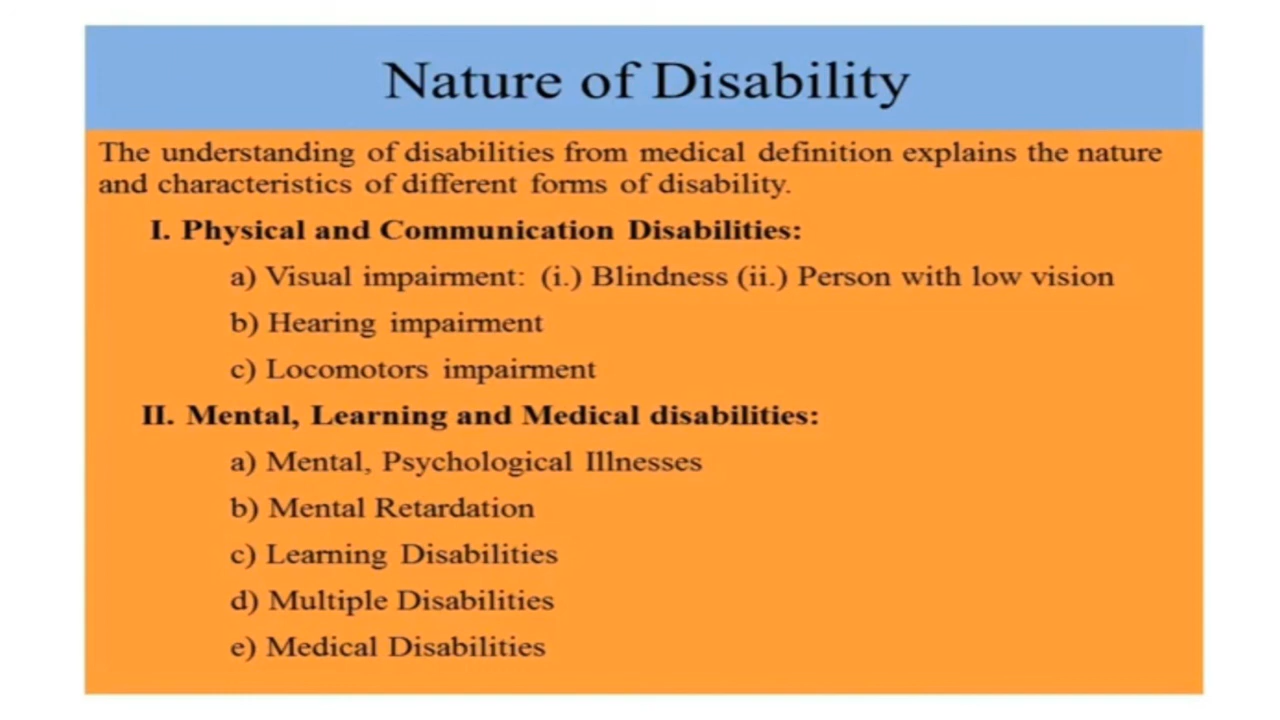 Nature of Disability
The understanding of disabilities from medical definition explains the nature
and characteristics of different forms of disability.
I. Physical and Communication Disabilities:
a) Visual impairment: (i.) Blindness (ii.) Person with low vision
b) Hearing impairment
c) Locomotors impairment
II. Mental, Learning and Medical disabilities:
a) Mental, Psychological Illnesses
b) Mental Retardation
c) Learning Disabilities
d) Multiple Disabilities
e) Medical Disabilities